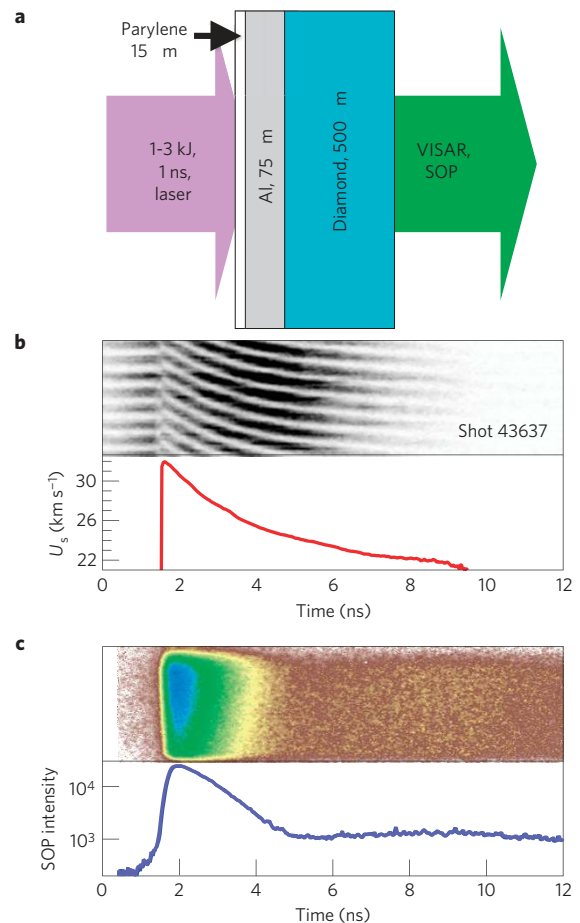 a
Parylene
15 m
1-3 kJ,
1 ns,
laser
Al, 75 m
Diamond, 500 m
VISAR,
SOP
b
Shot 43637
30
26
22
U_s (km s⁻¹)
0 2 4 6 8 10 12
Time (ns)
c
10⁴
10³
SOP intensity
0 2 4 6 8 10 12
Time (ns)